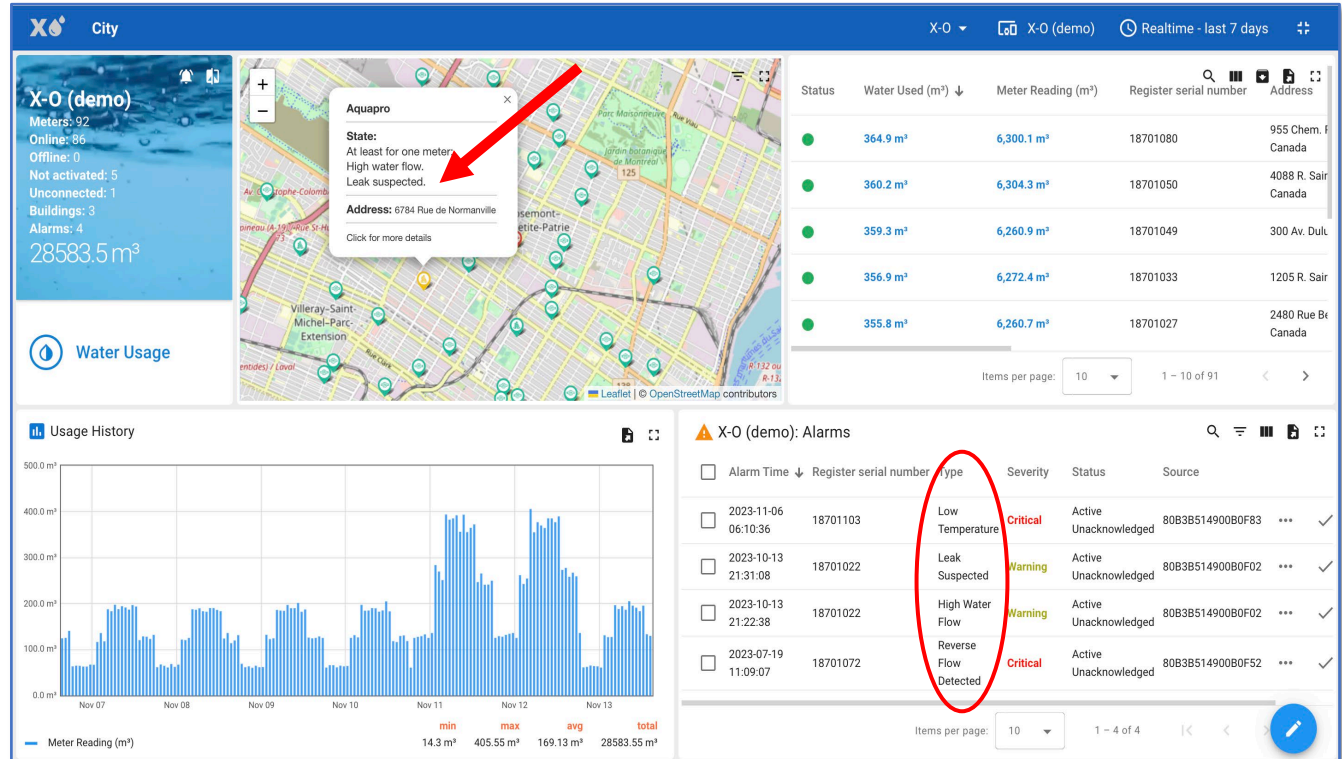 X City
X-O
X-O (demo)
Realtime - last 7 days
X-O (demo)
Meters: 92
Online: 86
Offline: 0
Not activated: 5
Unconnected: 1
Buildings: 3
Alarms: 4
28583.5 m³
Water Usage
+
−
Aquapro
×
State:
At least for one meter:
High water flow.
Leak suspected.
Address: 6784 Rue de Normanville
Click for more details
Parc Maisonneuve
Rue Viau
Jardin botanique
de Montréal
125
Villeray–Saint-
Michel–Parc-
Extension
Rue Clark
Petite-Patrie
R-132
Leaflet | © OpenStreetMap contributors
Status Water Used (m³) ↓ Meter Reading (m³) Register serial number Address
364.9 m³ 6,300.1 m³ 18701080 955 Chem.
Canada
360.2 m³ 6,304.3 m³ 18701050 4088 R. Sair
Canada
359.3 m³ 6,260.9 m³ 18701049 300 Av. Dulu
356.9 m³ 6,272.4 m³ 18701033 1205 R. Sair
355.8 m³ 6,260.7 m³ 18701027 2480 Rue Be
Canada
Items per page: 10 1 – 10 of 91 < >
Usage History
500.0 m³
400.0 m³
300.0 m³
200.0 m³
100.0 m³
0.0 m³
Nov 07 Nov 08 Nov 09 Nov 10 Nov 11 Nov 12 Nov 13
min max avg total
Meter Reading (m³) 14.3 m³ 405.55 m³ 169.13 m³ 28583.55 m³
X-O (demo): Alarms
Alarm Time ↓ Register serial number Type Severity Status Source
2023-11-06
06:10:36 18701103 Low
Temperature Critical Active
Unacknowledged 80B3B514900B0F83
2023-10-13
21:31:08 18701022 Leak
Suspected Warning Active
Unacknowledged 80B3B514900B0F02
2023-10-13
21:22:38 18701022 High Water
Flow Warning Active
Unacknowledged 80B3B514900B0F02
2023-07-19
11:09:07 18701072 Reverse
Flow
Detected Critical Active
Unacknowledged 80B3B514900B0F52
Items per page: 10 1 – 4 of 4 |< < >